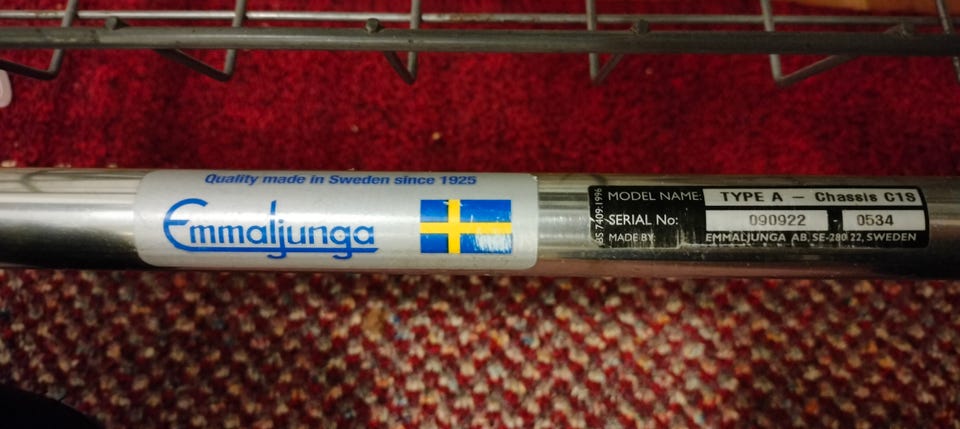 Quality made in Sweden since 1925
Emmaljunga
BS 7409:1996
MODEL NAME: TYPE A – Chassis C1S
SERIAL No: 090922 - 0534
MADE BY: EMMALJUNGA AB, SE-280 22, SWEDEN